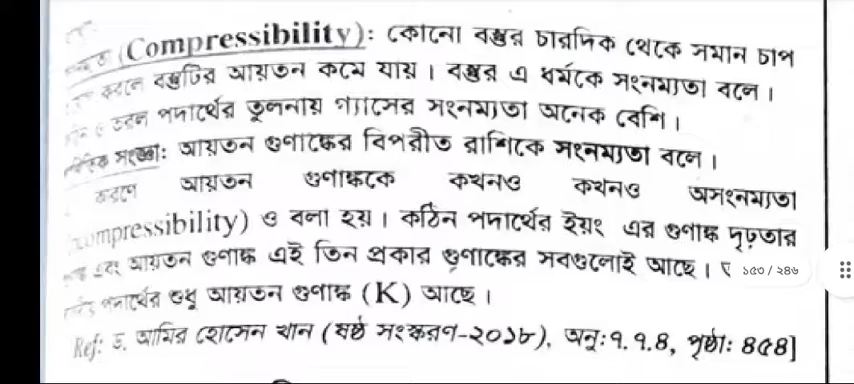 (Compressibility): কোনো বস্তুর চারদিক থেকে সমান চাপ
করলে বস্তুটির আয়তন কমে যায়। বস্তুর এ ধর্মকে সংনম্যতা বলে।
ও তরল পদার্থের তুলনায় গ্যাসের সংনম্যতা অনেক বেশি।
সংজ্ঞা: আয়তন গুণাঙ্কের বিপরীত রাশিকে সংনম্যতা বলে।
আয়তন গুণাঙ্ককে কখনও কখনও অসংনম্যতা
ও বলা হয়। কঠিন পদার্থের ইয়ং এর গুণাঙ্ক দৃঢ়তার
এবং আয়তন গুণাঙ্ক এই তিন প্রকার গুণাঙ্কের সবগুলোই আছে।
১৫৩ / ২৪৬
পদার্থের শুধু আয়তন গুণাঙ্ক (K) আছে।
Ref: ড. আমির হোসেন খান (ষষ্ঠ সংস্করণ-২০১৮), অনু:৭.৭.৪, পৃষ্ঠা: ৪৫৪]